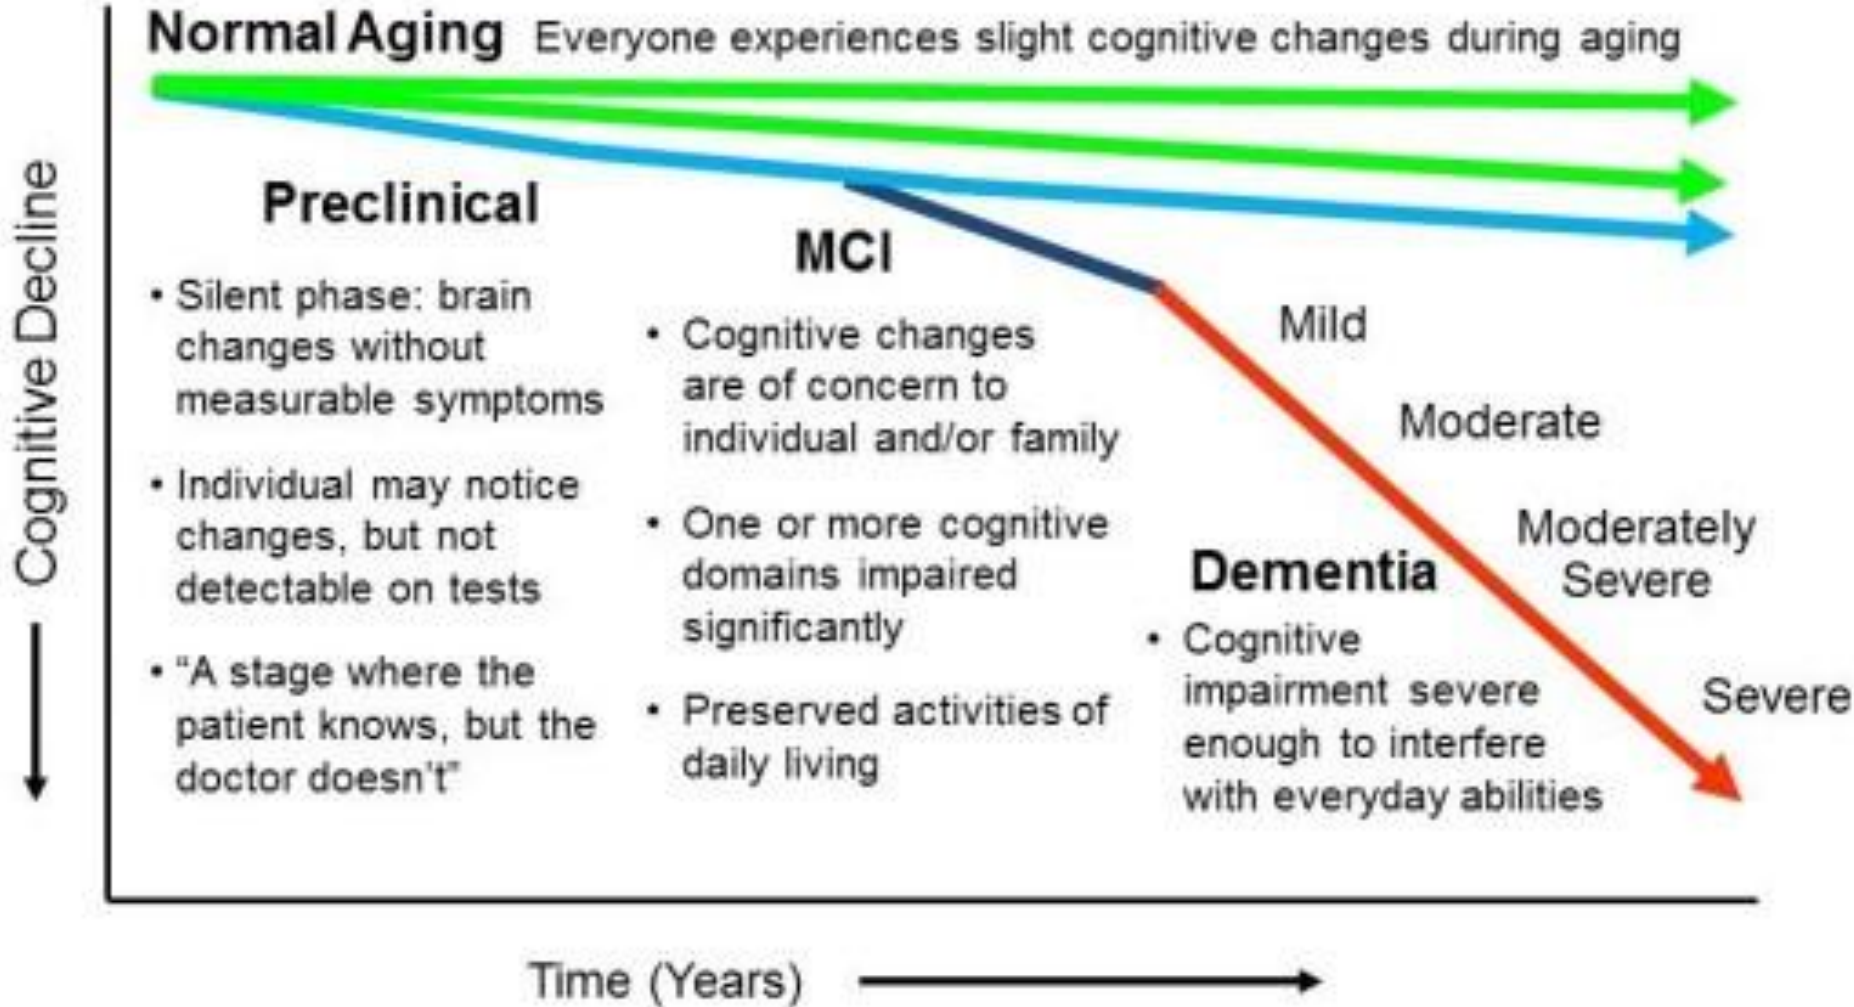 Normal Aging Everyone experiences slight cognitive changes during aging
Cognitive Decline
Preclinical
• Silent phase: brain
changes without
measurable symptoms
• Individual may notice
changes, but not
detectable on tests
• “A stage where the
patient knows, but the
doctor doesn’t”
MCI
• Cognitive changes
are of concern to
individual and/or family
• One or more cognitive
domains impaired
significantly
• Preserved activities of
daily living
Mild
Moderate
Moderately
Severe
Severe
Dementia
• Cognitive
impairment severe
enough to interfere
with everyday abilities
Time (Years)